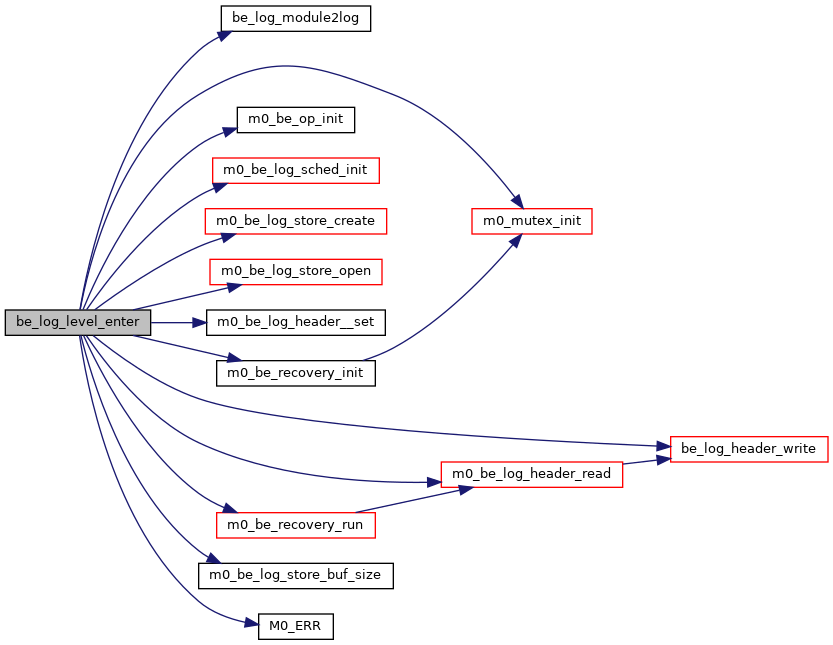 be_log_module2log
m0_be_op_init
m0_be_log_sched_init
m0_be_log_store_create
m0_mutex_init
m0_be_log_store_open
be_log_level_enter
m0_be_log_header__set
m0_be_recovery_init
be_log_header_write
m0_be_log_header_read
m0_be_recovery_run
m0_be_log_store_buf_size
M0_ERR